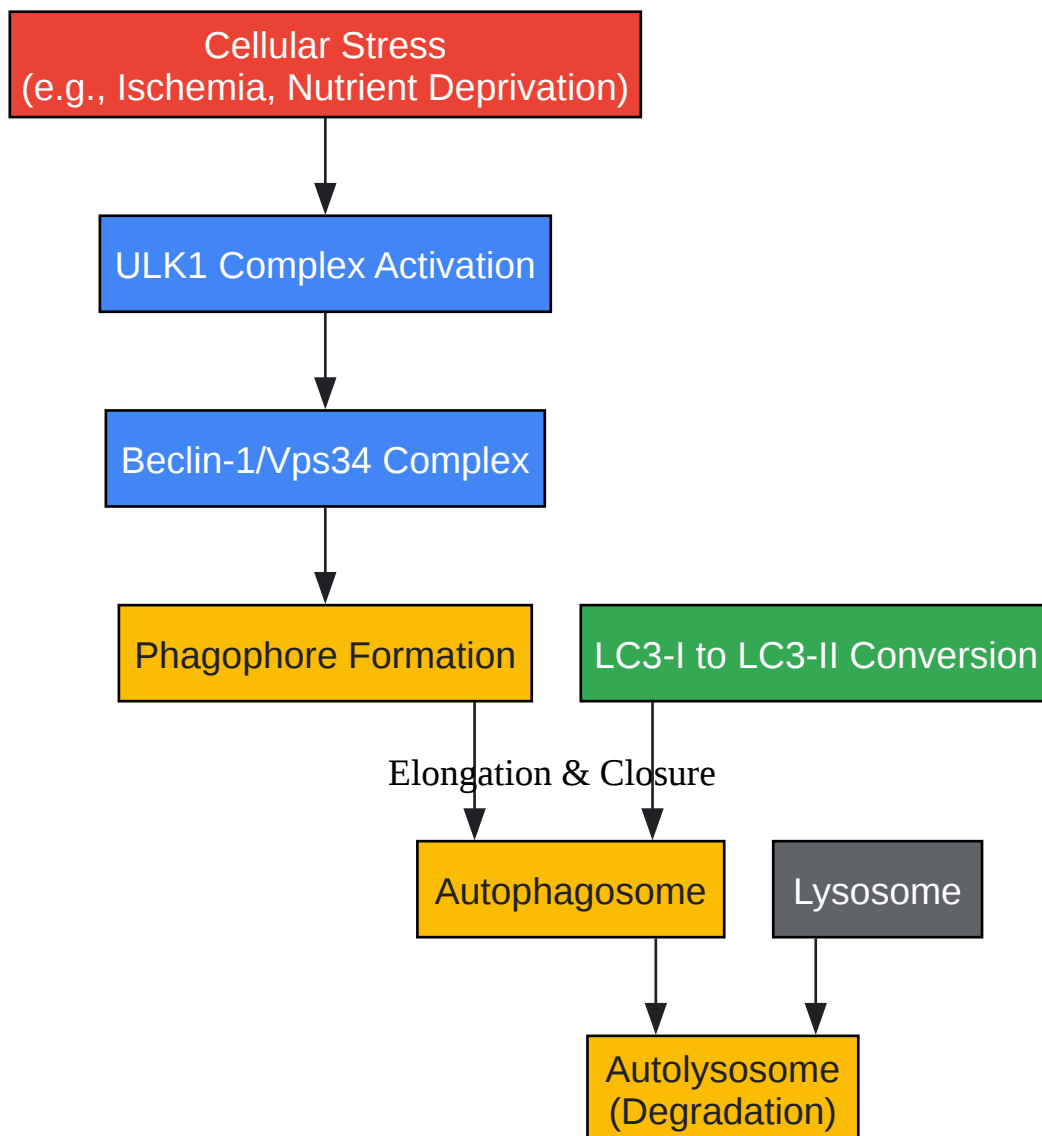 Cellular Stress
(e.g., Ischemia, Nutrient Deprivation)
ULK1 Complex Activation
Beclin-1/Vps34 Complex
Phagophore Formation
LC3-I to LC3-II Conversion
Elongation & Closure
Autophagosome
Lysosome
Autolysosome
(Degradation)